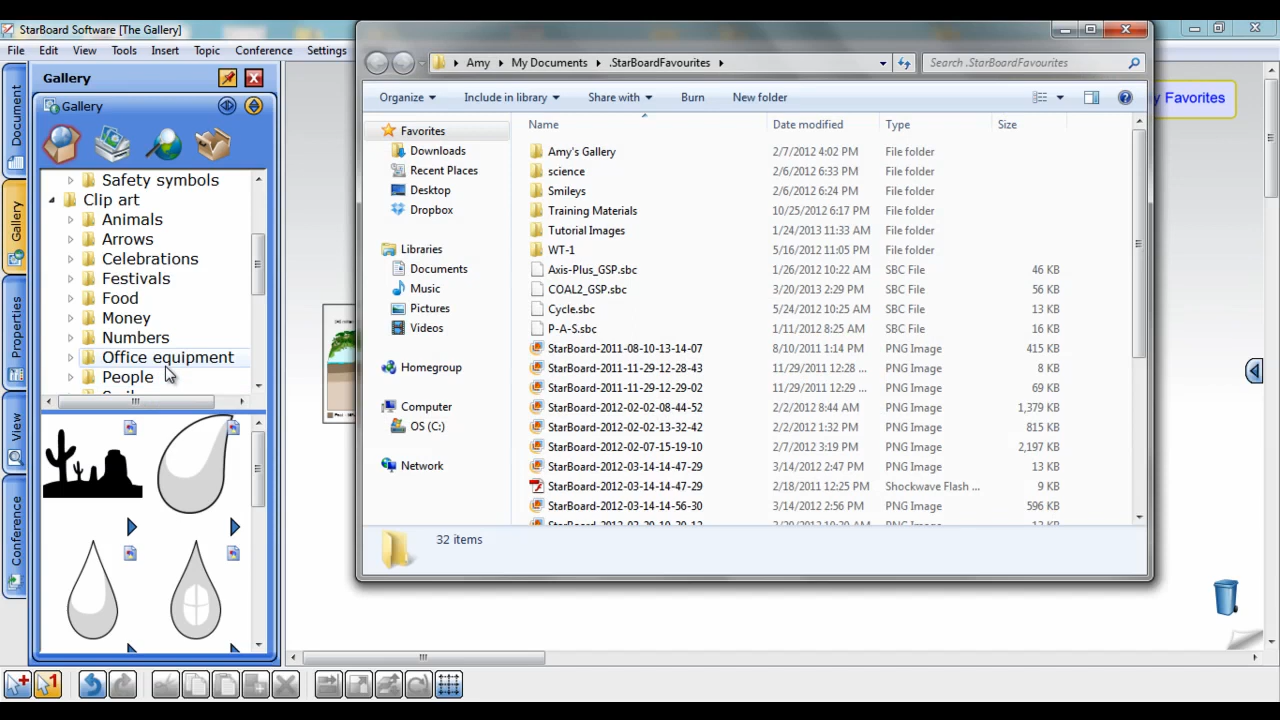 StarBoard Software [The Gallery]
File Edit View Tools Insert Topic Conference Settings
Gallery
Gallery
Document
Gallery
Properties
View
Conference
Safety symbols
Clip art
Animals
Arrows
Celebrations
Festivals
Food
Money
Numbers
Office equipment
People
Amy My Documents .StarBoardFavourites
Search .StarBoardFavourites
Organize Include in library Share with Burn New folder
y Favorites
Favorites
Downloads
Recent Places
Desktop
Dropbox
Libraries
Documents
Music
Pictures
Videos
Homegroup
Computer
OS (C:)
Network
Name Date modified Type Size
Amy's Gallery 2/7/2012 4:02 PM File folder
science 2/6/2012 6:33 PM File folder
Smileys 2/6/2012 6:24 PM File folder
Training Materials 10/25/2012 6:17 PM File folder
Tutorial Images 1/24/2013 11:33 AM File folder
WT-1 5/16/2012 11:05 PM File folder
Axis-Plus_GSP.sbc 1/26/2012 10:22 AM SBC File 46 KB
COAL2_GSP.sbc 3/20/2013 2:29 PM SBC File 56 KB
Cycle.sbc 5/24/2012 10:25 AM SBC File 13 KB
P-A-S.sbc 1/11/2012 8:25 AM SBC File 16 KB
StarBoard-2011-08-10-13-14-07 8/10/2011 1:14 PM PNG Image 415 KB
StarBoard-2011-11-29-12-28-43 11/29/2011 12:28 ... PNG Image 8 KB
StarBoard-2011-11-29-12-29-02 11/29/2011 12:29 ... PNG Image 69 KB
StarBoard-2012-02-02-08-44-52 2/2/2012 8:44 AM PNG Image 1,379 KB
StarBoard-2012-02-02-13-32-42 2/2/2012 1:32 PM PNG Image 815 KB
StarBoard-2012-02-07-15-19-10 2/7/2012 3:19 PM PNG Image 2,197 KB
StarBoard-2012-03-14-14-47-29 3/14/2012 2:47 PM PNG Image 13 KB
StarBoard-2012-03-14-14-47-29 2/18/2011 12:25 PM Shockwave Flash ... 9 KB
StarBoard-2012-03-14-14-56-30 3/14/2012 2:56 PM PNG Image 596 KB
32 items